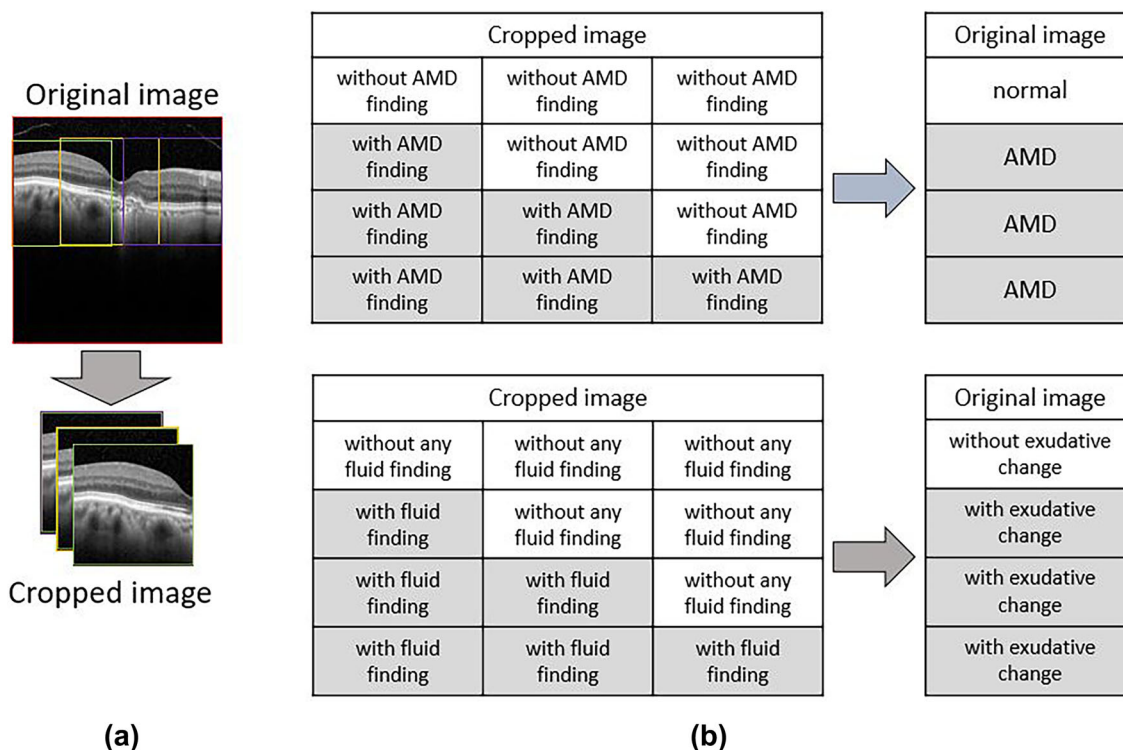 Original image
Cropped image
(a)
Cropped image
without AMD
finding
without AMD
finding
without AMD
finding
with AMD
finding
without AMD
finding
without AMD
finding
with AMD
finding
with AMD
finding
without AMD
finding
with AMD
finding
with AMD
finding
with AMD
finding
Original image
normal
AMD
AMD
AMD
Cropped image
without any
fluid finding
without any
fluid finding
without any
fluid finding
with fluid
finding
without any
fluid finding
without any
fluid finding
with fluid
finding
with fluid
finding
without any
fluid finding
with fluid
finding
with fluid
finding
with fluid
finding
Original image
without exudative
change
with exudative
change
with exudative
change
with exudative
change
(b)